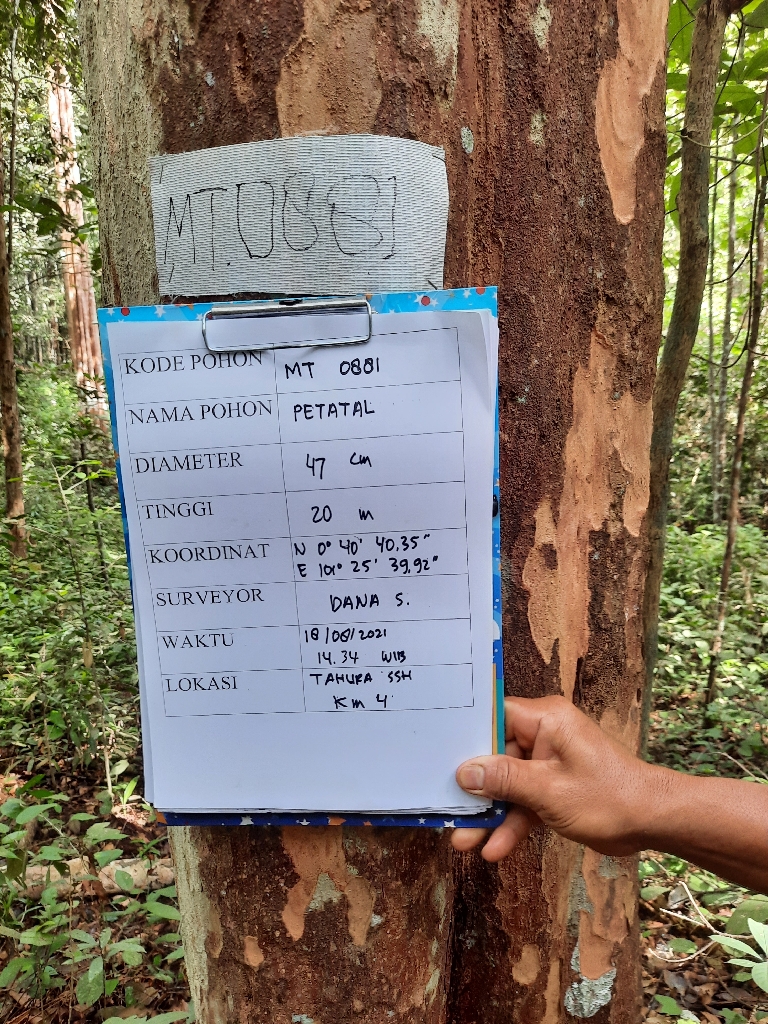 MT.0881
KODE POHON MT 0881
NAMA POHON PETATAL
DIAMETER 47 cm
TINGGI 20 m
KOORDINAT N 0° 40' 40.35"
E 101° 25' 39,92"
SURVEYOR DANA S.
WAKTU 18/08/2021
14.34 WIB
LOKASI TAHURA SSH
Km 4